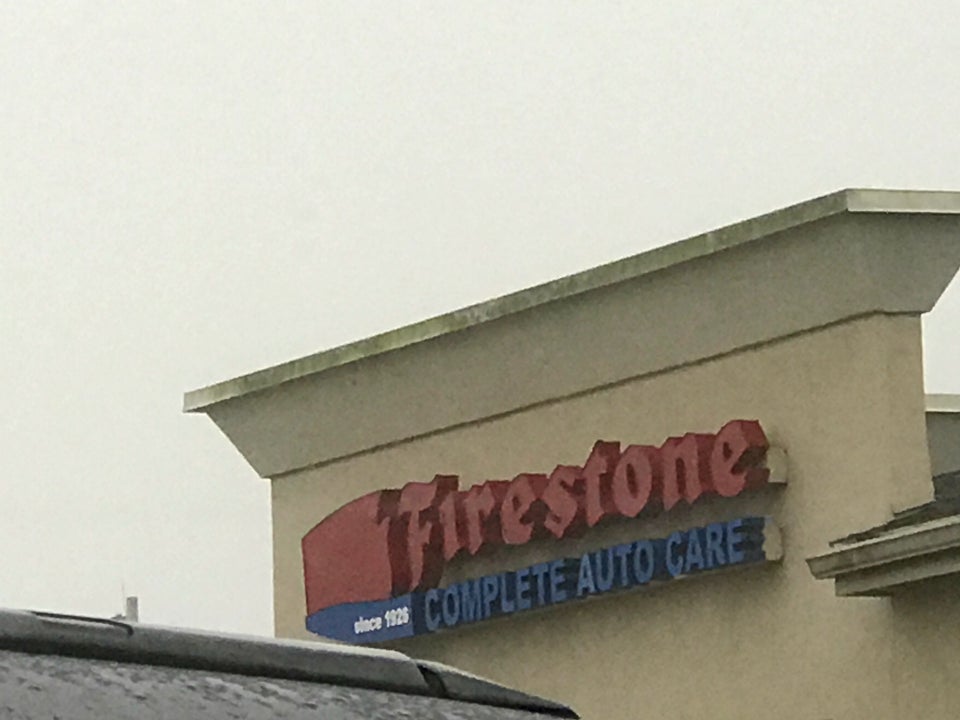 Firestone
COMPLETE AUTO CARE
since 1926